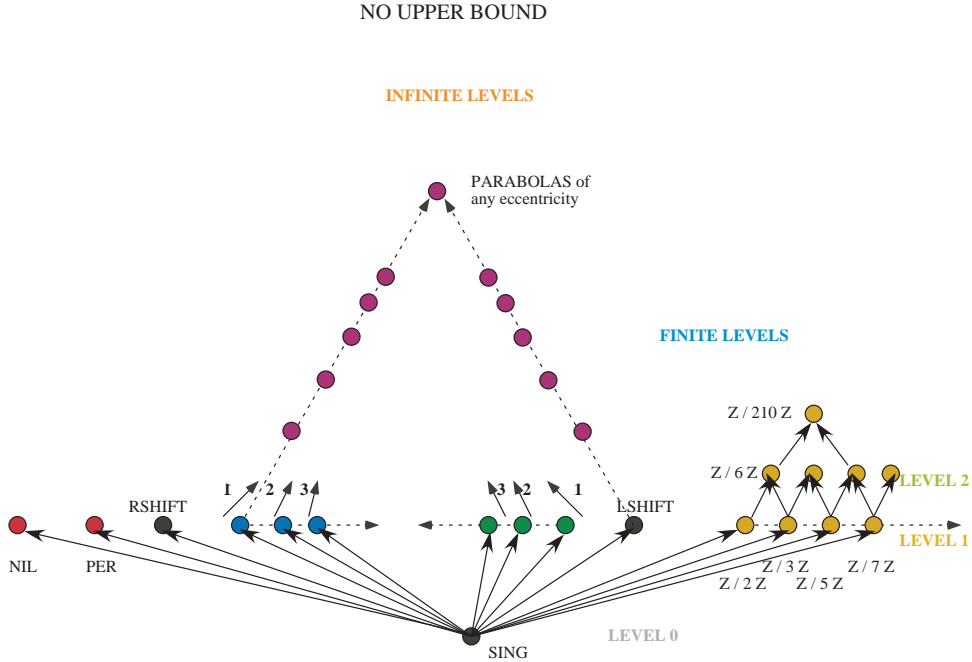 NO UPPER BOUND
INFINITE LEVELS
PARABOLAS of
any eccentricity
FINITE LEVELS
Z / 210 Z
Z / 6 Z
LEVEL 2
RSHIFT
1
2
3
3
2
1
LSHIFT
LEVEL 1
NIL
PER
Z / 2 Z
Z / 3 Z
Z / 5 Z
Z / 7 Z
LEVEL 0
SING